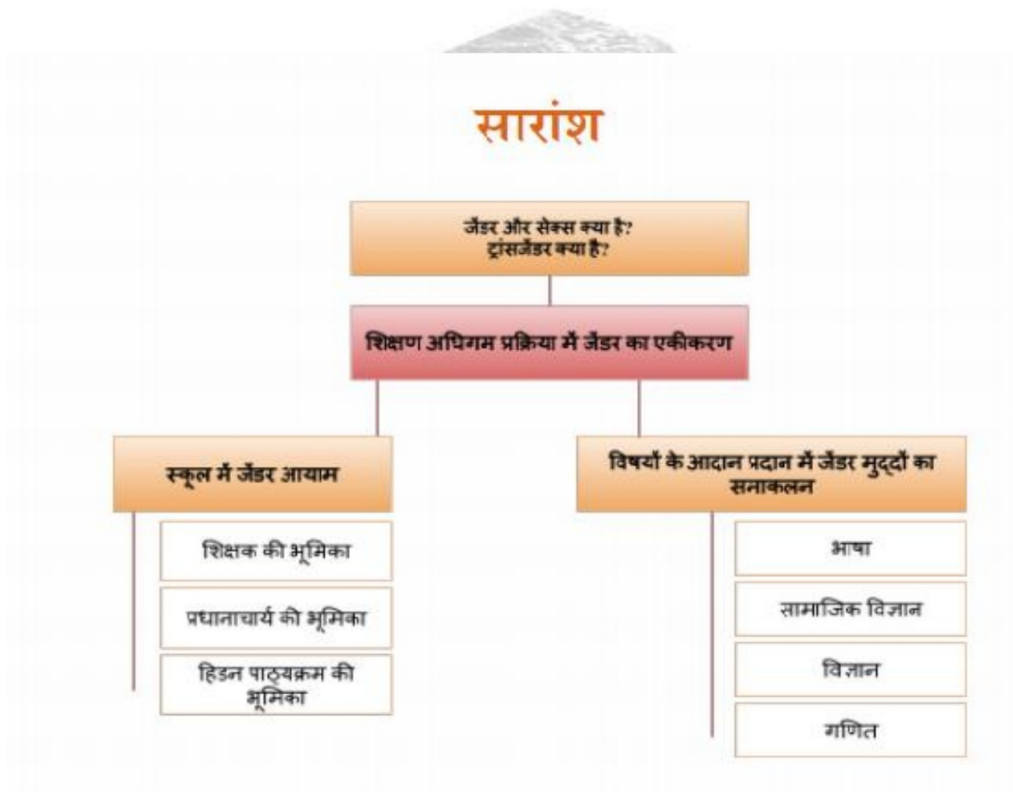 सारांश
जेंडर और सेक्स क्या है?
ट्रांसजेंडर क्या है?
शिक्षण अधिगम प्रक्रिया में जेंडर का एकीकरण
स्कूल में जेंडर आयाम
शिक्षक की भूमिका
प्रधानाचार्य की भूमिका
हिडन पाठ्यक्रम की
भूमिका
विषयों के आदान प्रदान में जेंडर मुद्दों का
सनाकलन
भाषा
सामाजिक विज्ञान
विज्ञान
गणित